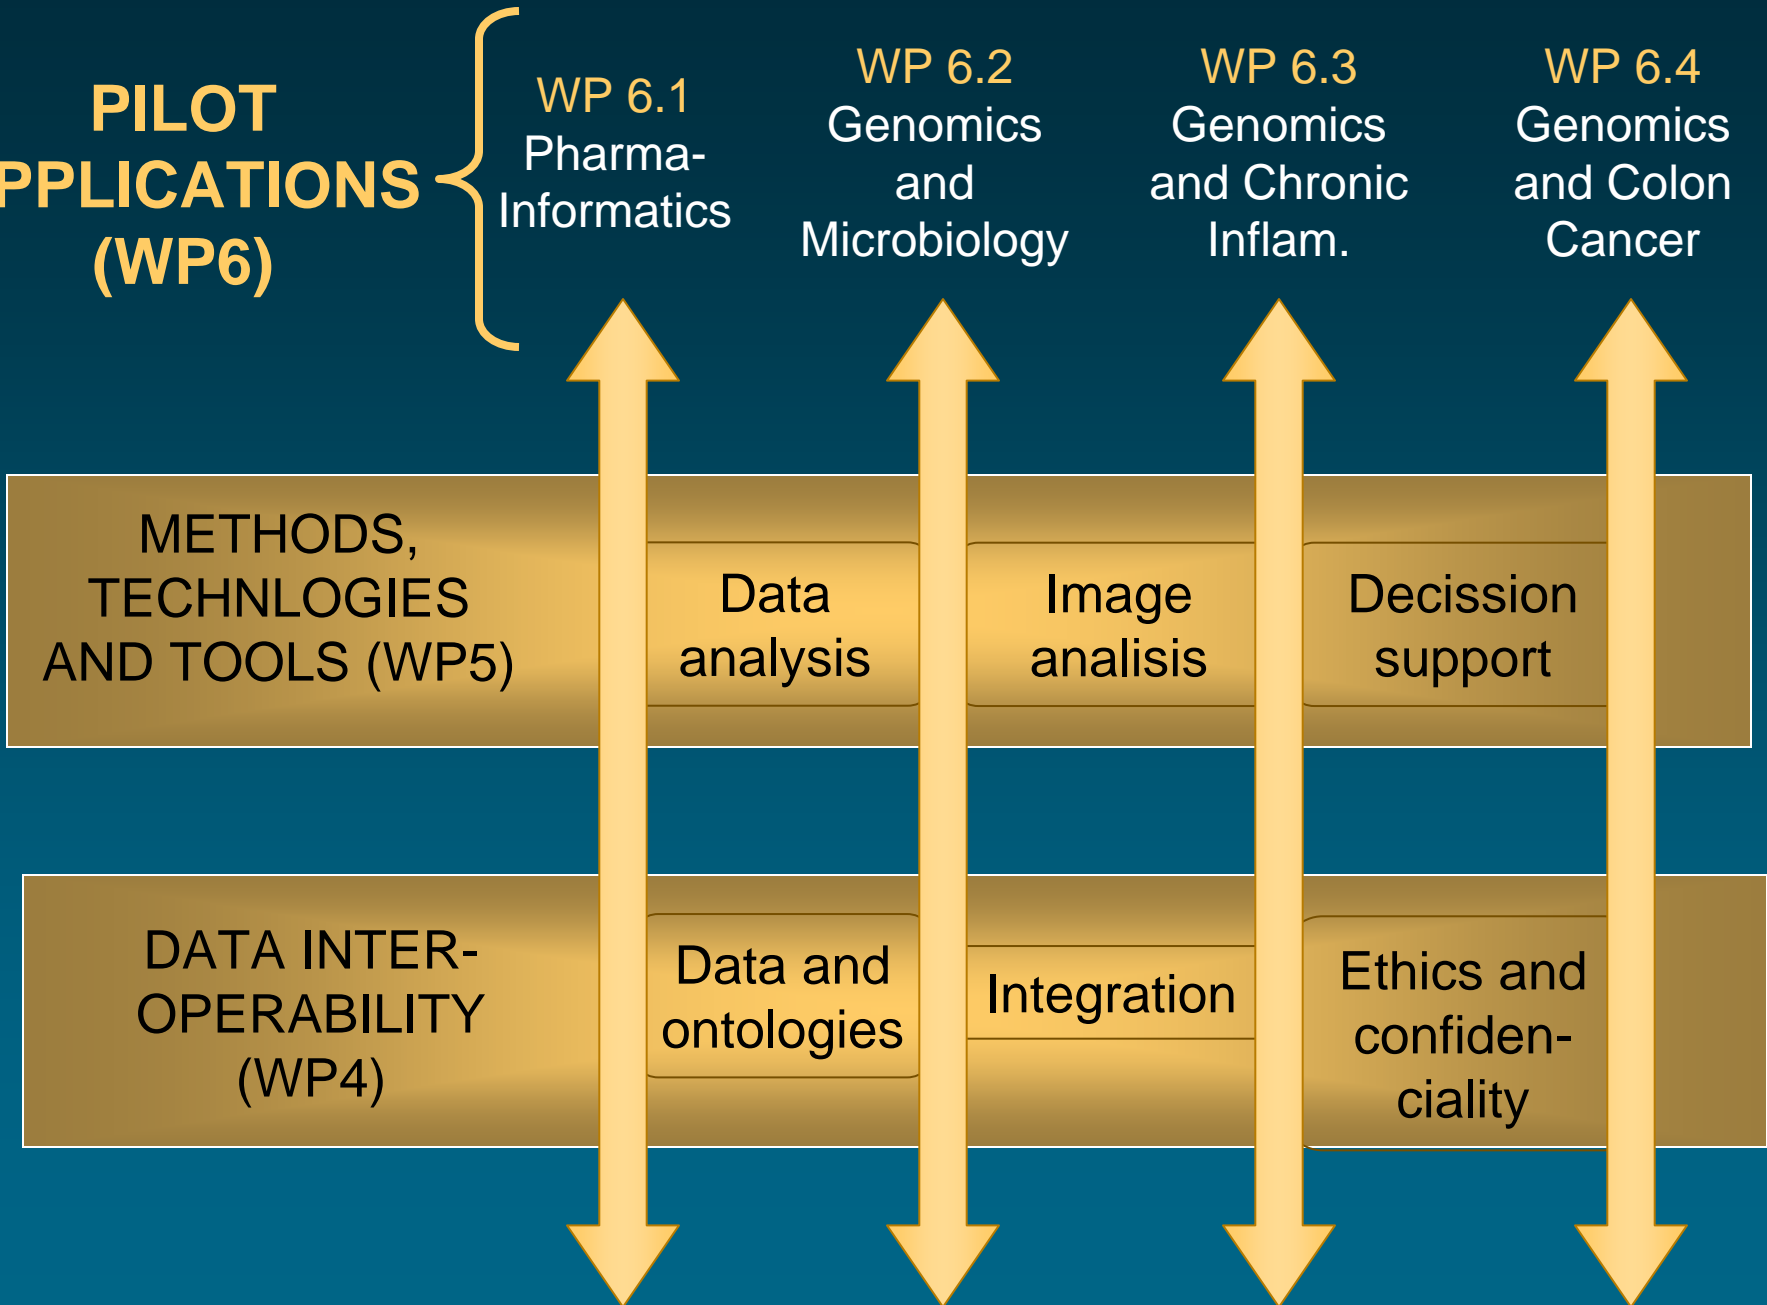 PILOT
PPLICATIONS
(WP6)
WP 6.1
Pharma-
Informatics
WP 6.2
Genomics
and
Microbiology
WP 6.3
Genomics
and Chronic
Inflam.
WP 6.4
Genomics
and Colon
Cancer
METHODS,
TECHNLOGIES
AND TOOLS (WP5)
Data
analysis
Image
analisis
Decission
support
DATA INTER-
OPERABILITY
(WP4)
Data and
ontologies
Integration
Ethics and
confiden-
ciality